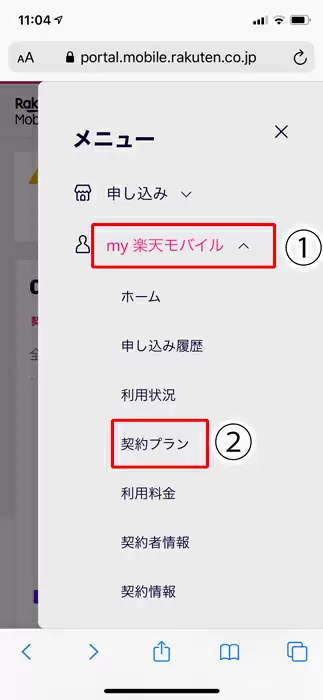 11:04
AA portal.mobile.rakuten.co.jp
Rak
Mob
メニュー
申し込み
my 楽天モバイル ①
ホーム
申し込み履歴
利用状況
契約プラン ②
利用料金
契約者情報
契約情報